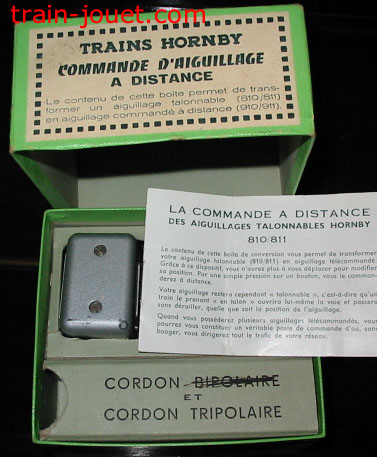 train-jouet.com
TRAINS HORNBY
COMMANDE D'AIGUILLAGE
A DISTANCE
Le contenu de cette boîte permet de trans-
former un aiguillage talonnable (810/811)
en aiguillage commandé à distance (910/911).
LA COMMANDE A DISTANCE
DES AIGUILLAGES TALONNABLES HORNBY
810/811
Le contenu de cette boîte de conversion vous permet de transformer
votre aiguillage talonnable (810/811) en aiguillage télécommandé.
Grâce à ce dispositif, vous n'aurez plus à vous déplacer pour modifier
sa position. Par une simple pression sur un bouton, vous le comman-
derez à distance.
Votre aiguillage restera cependant « talonnable », c'est-à-dire qu'un
train le prenant « en talon » ouvrira lui-même la voie et passera
sans dérailler, quelle que soit la position de l'aiguillage.
Quand vous posséderez plusieurs aiguillages télécommandés, vous
pourrez vous constituer un véritable poste de commande d'où, sans
bouger, vous dirigerez tout le trafic de votre réseau.
CORDON BIPOLAIRE
ET
CORDON TRIPOLAIRE